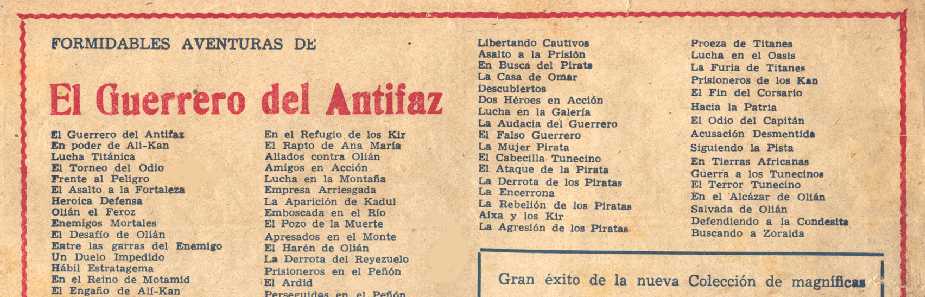 FORMIDABLES AVENTURAS DE
El Guerrero del Antifaz
El Guerrero del Antifaz
En poder de Ali-Kan
Lucha Titánica
El Torneo del Odio
Frente al Peligro
El Asalto a la Fortaleza
Heroica Defensa
Olián el Feroz
Enemigos Mortales
El Desafío de Olián
Entre las garras del Enemigo
Un Duelo Impedido
Hábil Estratagema
En el Reino de Motamid
El Engaño de Alí-Kan
En el Refugio de los Kir
El Rapto de Ana María
Aliados contra Olián
Amigos en Acción
Lucha en la Montaña
Empresa Arriesgada
La Aparición de Kadul
Emboscada en el Río
El Pozo de la Muerte
Apresados en el Monte
El Harén de Olián
La Derrota del Reyezuelo
Prisioneros en el Peñón
El Ardid
Perseguidas en el Peñón
Libertando Cautivos
Asalto a la Prisión
En Busca del Pirata
La Casa de Omar
Descubiertos
Dos Héroes en Acción
Lucha en la Galería
La Audacia del Guerrero
El Falso Guerrero
La Mujer Pirata
El Cabecilla Tunecino
El Ataque de la Pirata
La Derrota de los Piratas
La Encerrona
La Rebelión de los Piratas
Aixa y los Kir
La Agresión de los Piratas
Proeza de Titanes
Lucha en el Oasis
La Furia de Titanes
Prisioneros de los Kan
El Fin del Corsario
Hacia la Patria
El Odio del Capitán
Acusación Desmentida
Siguiendo la Pista
En Tierras Africanas
Guerra a los Tunecinos
El Terror Tunecino
En el Alcázar de Olián
Salvada de Olián
Defendiendo a la Condesita
Buscando a Zoraida
Gran éxito de la nueva Colección de magníficas